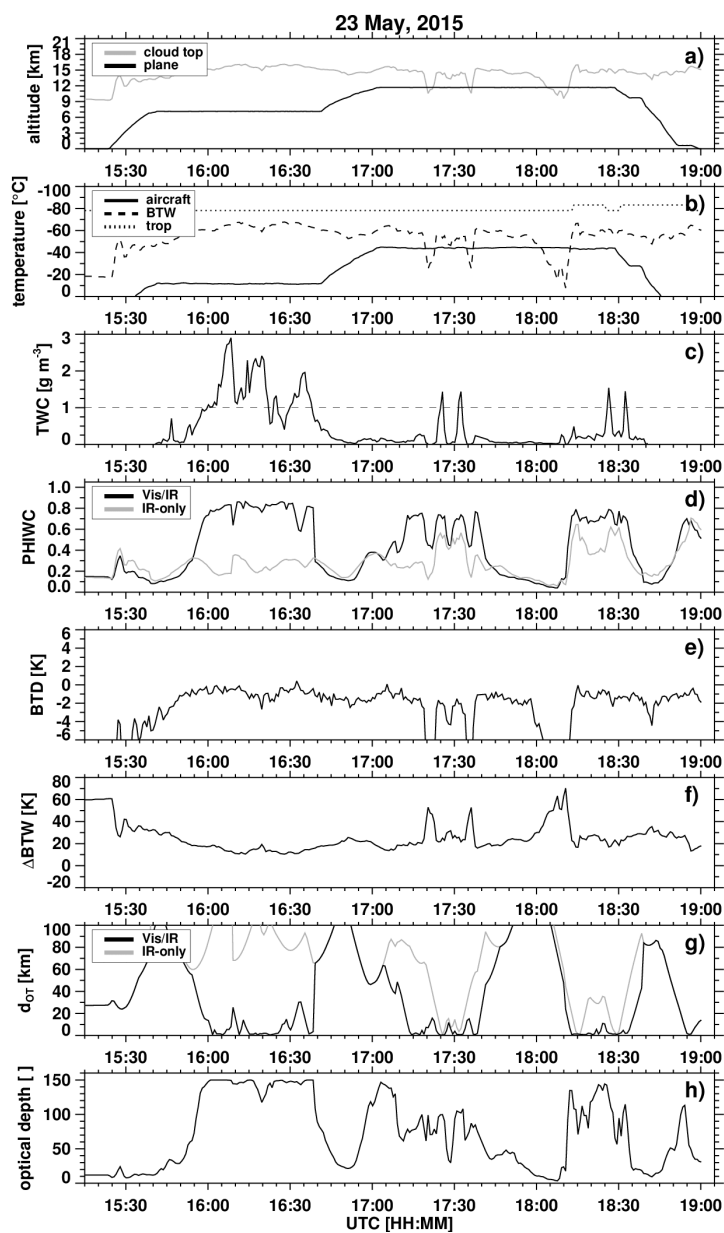 23 May, 2015
a)
altitude [km]
21
18
15
12
9
6
3
0
cloud top
plane
15:30 16:00 16:30 17:00 17:30 18:00 18:30 19:00
b)
temperature [°C]
-100
-80
-60
-40
-20
0
aircraft
BTW
trop
15:30 16:00 16:30 17:00 17:30 18:00 18:30 19:00
c)
TWC [g m-3]
3
2
1
0
15:30 16:00 16:30 17:00 17:30 18:00 18:30 19:00
d)
PHIWC
1.0
0.8
0.6
0.4
0.2
0.0
Vis/IR
IR-only
15:30 16:00 16:30 17:00 17:30 18:00 18:30 19:00
e)
BTD [K]
6
4
2
0
-2
-4
-6
15:30 16:00 16:30 17:00 17:30 18:00 18:30 19:00
f)
ΔBTW [K]
80
60
40
20
0
-20
15:30 16:00 16:30 17:00 17:30 18:00 18:30 19:00
g)
dOT [km]
100
80
60
40
20
0
Vis/IR
IR-only
15:30 16:00 16:30 17:00 17:30 18:00 18:30 19:00
h)
optical depth [ ]
150
100
50
0
15:30 16:00 16:30 17:00 17:30 18:00 18:30 19:00
UTC [HH:MM]